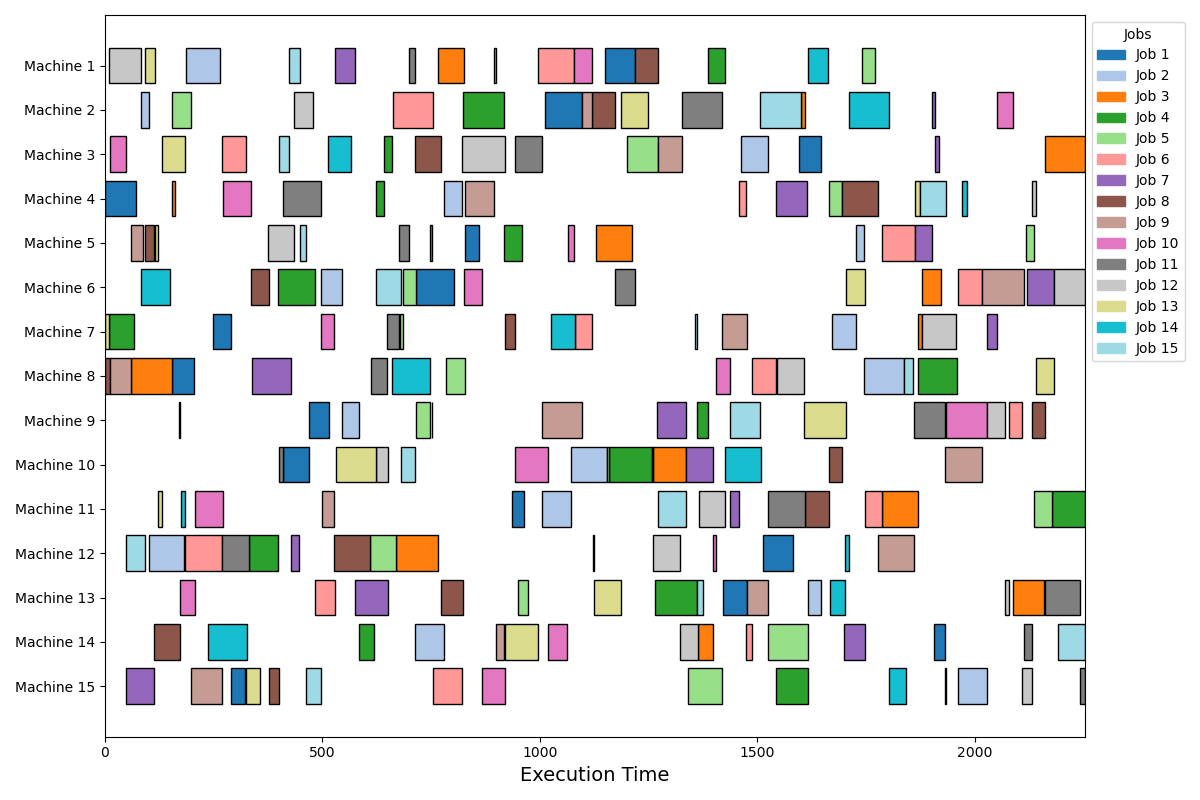 Machine 1
Machine 2
Machine 3
Machine 4
Machine 5
Machine 6
Machine 7
Machine 8
Machine 9
Machine 10
Machine 11
Machine 12
Machine 13
Machine 14
Machine 15
0 500 1000 1500 2000
Execution Time
Jobs
Job 1
Job 2
Job 3
Job 4
Job 5
Job 6
Job 7
Job 8
Job 9
Job 10
Job 11
Job 12
Job 13
Job 14
Job 15